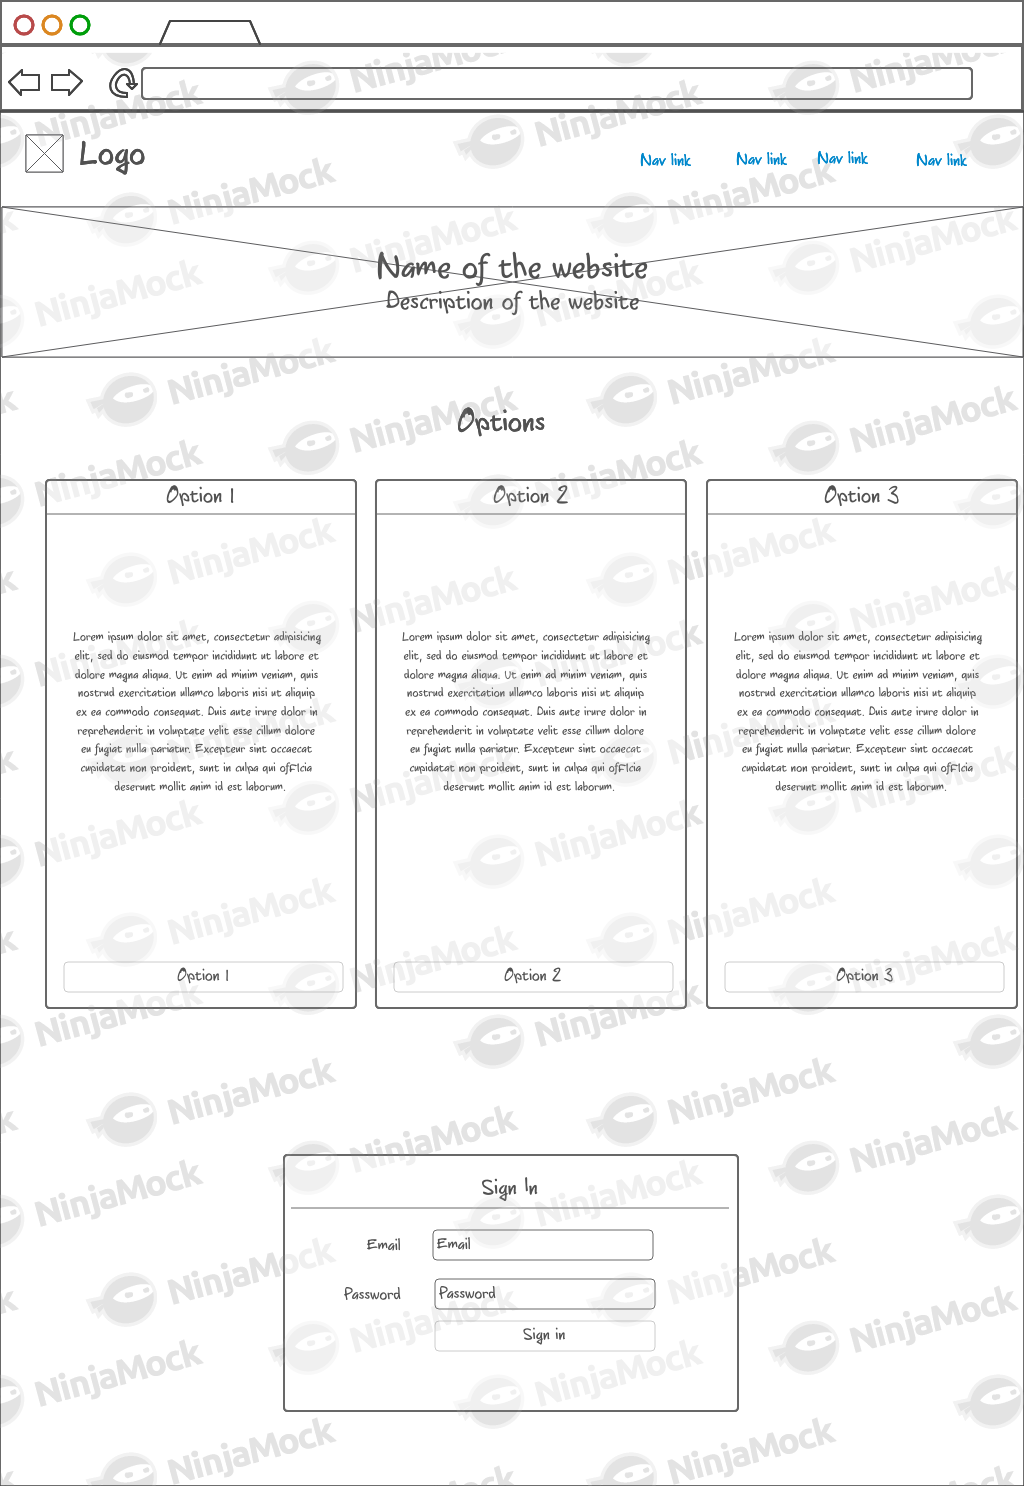 Logo
Nav link Nav link Nav link Nav link
Name of the website
Description of the website
Options
Option 1
Lorem ipsum dolor sit amet, consectetur adipisicing
elit, sed do eiusmod tempor incididunt ut labore et
dolore magna aliqua. Ut enim ad minim veniam, quis
nostrud exercitation ullamco laboris nisi ut aliquip
ex ea commodo consequat. Duis aute irure dolor in
reprehenderit in voluptate velit esse cillum dolore
eu fugiat nulla pariatur. Excepteur sint occaecat
cupidatat non proident, sunt in culpa qui officia
deserunt mollit anim id est laborum.
Option 1
Option 2
Lorem ipsum dolor sit amet, consectetur adipisicing
elit, sed do eiusmod tempor incididunt ut labore et
dolore magna aliqua. Ut enim ad minim veniam, quis
nostrud exercitation ullamco laboris nisi ut aliquip
ex ea commodo consequat. Duis aute irure dolor in
reprehenderit in voluptate velit esse cillum dolore
eu fugiat nulla pariatur. Excepteur sint occaecat
cupidatat non proident, sunt in culpa qui officia
deserunt mollit anim id est laborum.
Option 2
Option 3
Lorem ipsum dolor sit amet, consectetur adipisicing
elit, sed do eiusmod tempor incididunt ut labore et
dolore magna aliqua. Ut enim ad minim veniam, quis
nostrud exercitation ullamco laboris nisi ut aliquip
ex ea commodo consequat. Duis aute irure dolor in
reprehenderit in voluptate velit esse cillum dolore
eu fugiat nulla pariatur. Excepteur sint occaecat
cupidatat non proident, sunt in culpa qui officia
deserunt mollit anim id est laborum.
Option 3
Sign In
Email Email
Password Password
Sign in
NinjaMock